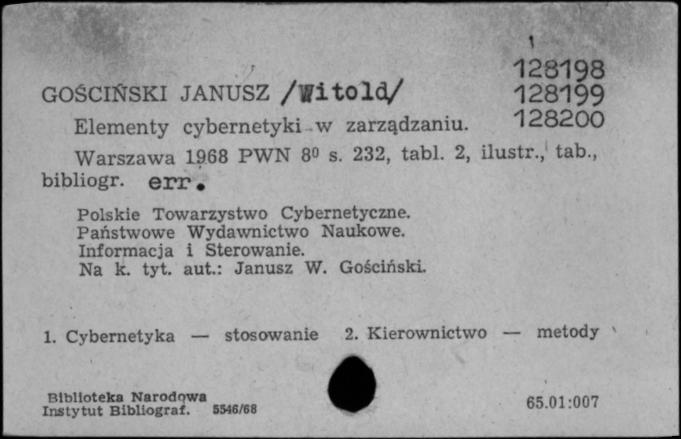 128198
GOŚCIŃSKI JANUSZ /Witold/ 128199
Elementy cybernetyki w zarządzaniu. 128200
Warszawa 1968 PWN 8⁰ s. 232, tabl. 2, ilustr., tab.,
bibliogr. err.
Polskie Towarzystwo Cybernetyczne.
Państwowe Wydawnictwo Naukowe.
Informacja i Sterowanie.
Na k. tyt. aut.: Janusz W. Gościński.
1. Cybernetyka — stosowanie 2. Kierownictwo — metody
Biblioteka Narodowa
Instytut Bibliograf. 5546/68 65.01:007